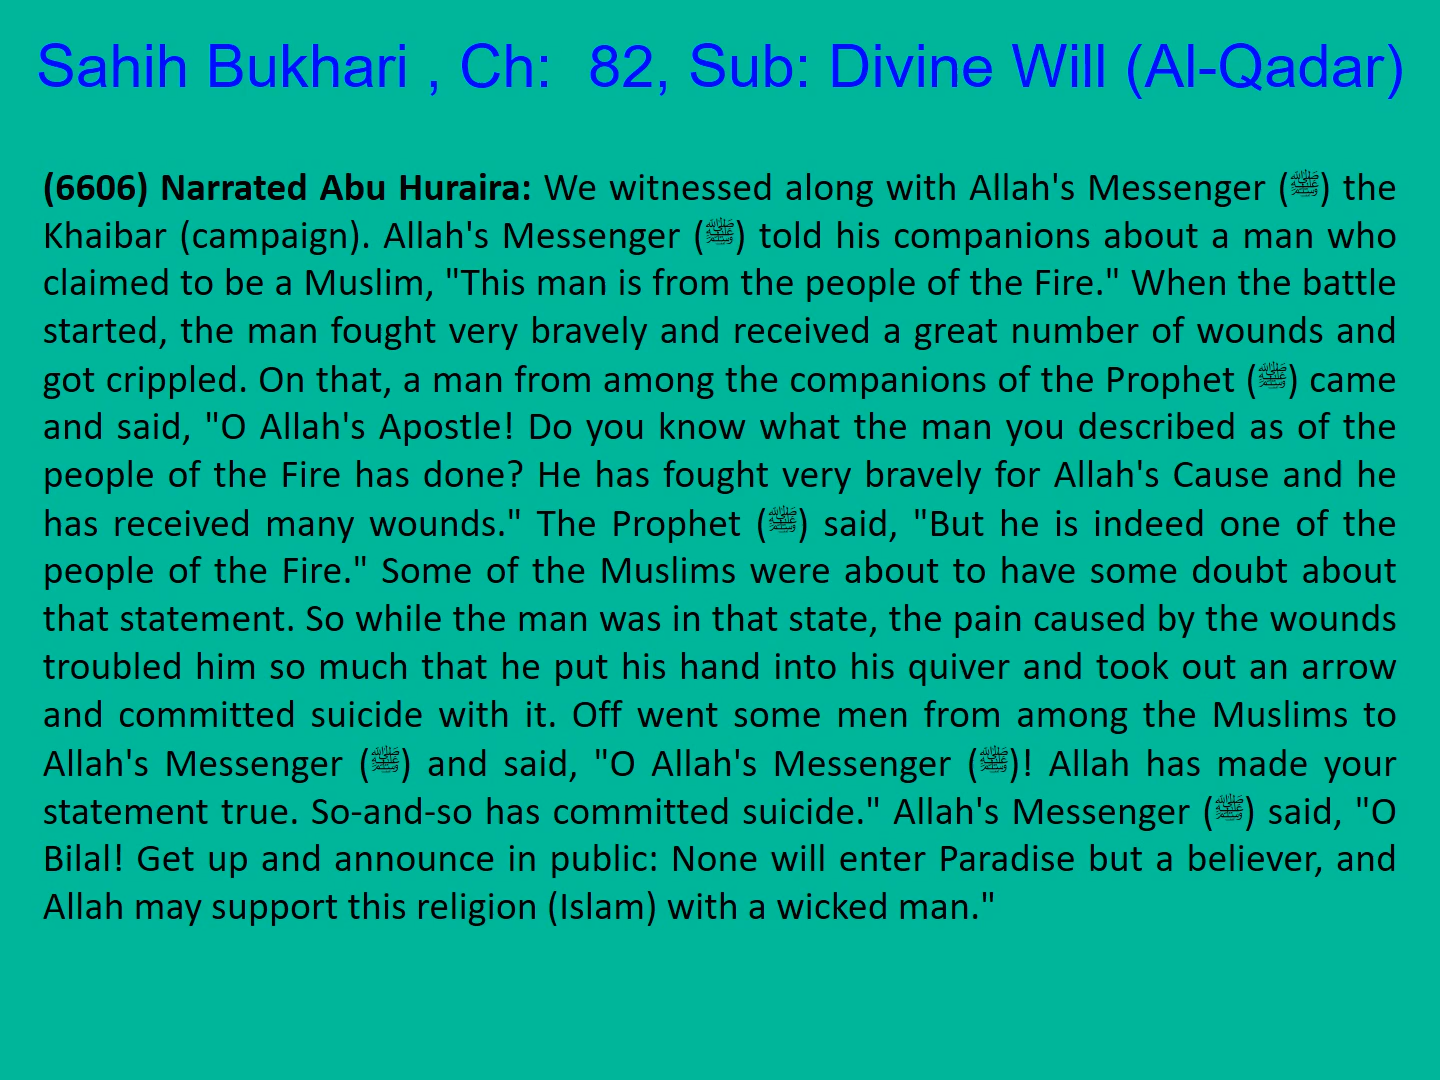 Sahih Bukhari , Ch:  82, Sub: Divine Will (Al-Qadar)
(6606) Narrated Abu Huraira: We witnessed along with Allah's Messenger (ﷺ) the
Khaibar (campaign). Allah's Messenger (ﷺ) told his companions about a man who
claimed to be a Muslim, "This man is from the people of the Fire." When the battle
started, the man fought very bravely and received a great number of wounds and
got crippled. On that, a man from among the companions of the Prophet (ﷺ) came
and said, "O Allah's Apostle! Do you know what the man you described as of the
people of the Fire has done? He has fought very bravely for Allah's Cause and he
has received many wounds." The Prophet (ﷺ) said, "But he is indeed one of the
people of the Fire." Some of the Muslims were about to have some doubt about
that statement. So while the man was in that state, the pain caused by the wounds
troubled him so much that he put his hand into his quiver and took out an arrow
and committed suicide with it. Off went some men from among the Muslims to
Allah's Messenger (ﷺ) and said, "O Allah's Messenger (ﷺ)! Allah has made your
statement true. So-and-so has committed suicide." Allah's Messenger (ﷺ) said, "O
Bilal! Get up and announce in public: None will enter Paradise but a believer, and
Allah may support this religion (Islam) with a wicked man."